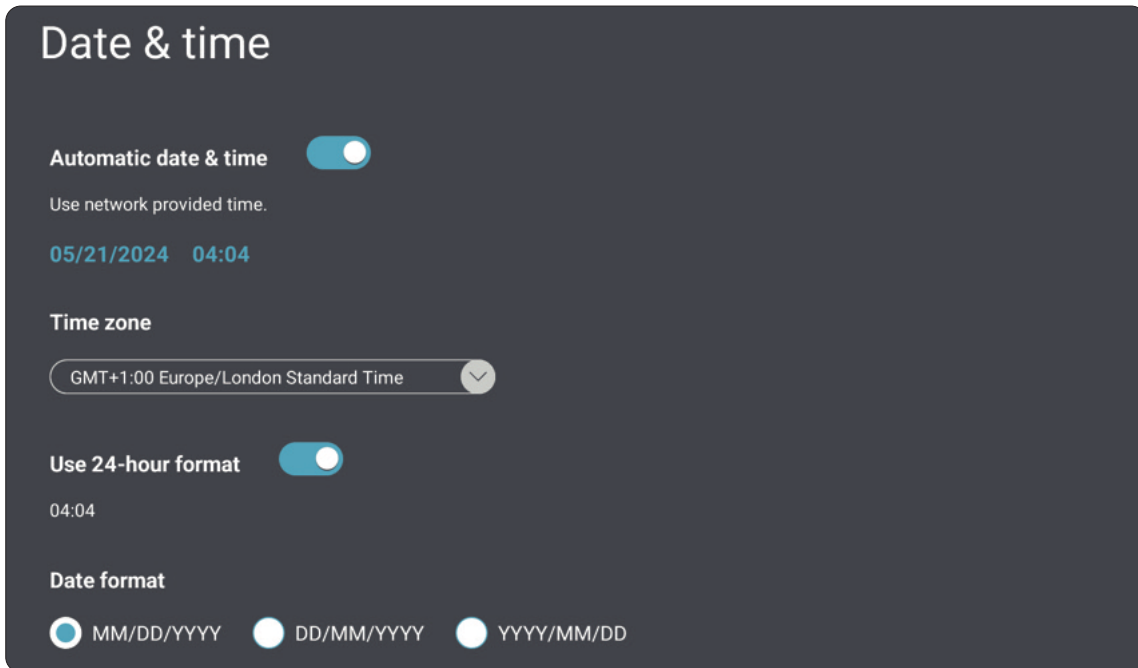 Date & time
Automatic date & time
Use network provided time.
05/21/2024 04:04
Time zone
GMT+1:00 Europe/London Standard Time
Use 24-hour format
04:04
Date format
MM/DD/YYYY DD/MM/YYYY YYYY/MM/DD